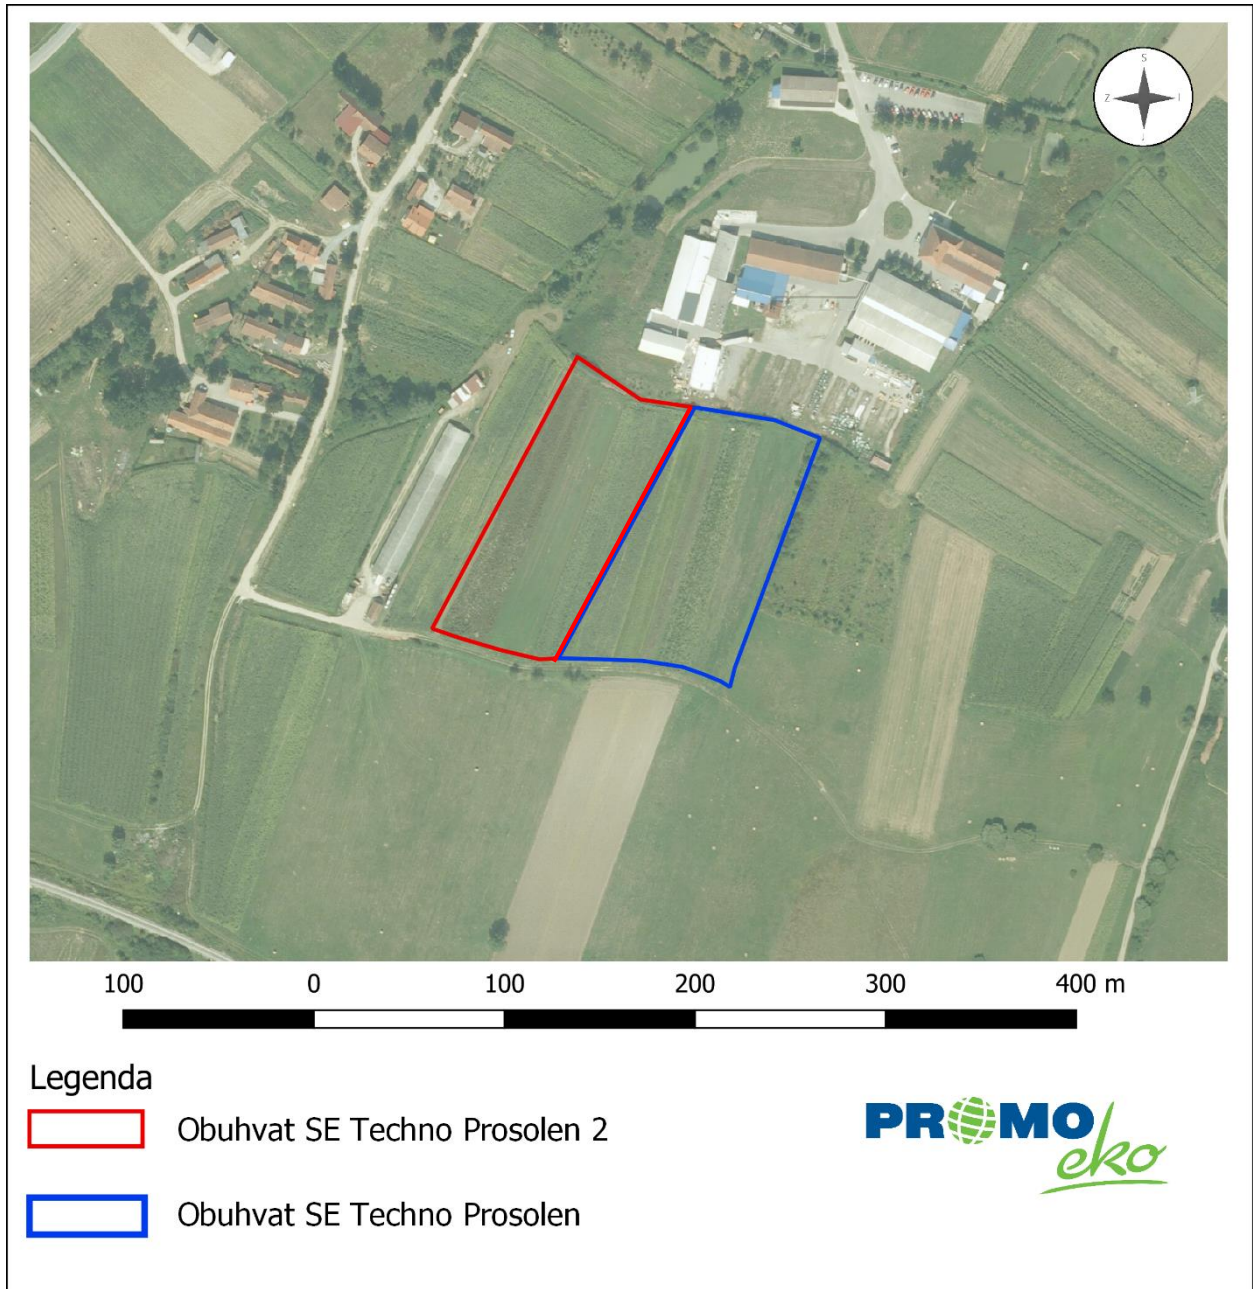 S
Z I
J
100 0 100 200 300 400 m
Legenda
Obuhvat SE Techno Prosolen 2
Obuhvat SE Techno Prosolen
PROMO
eko